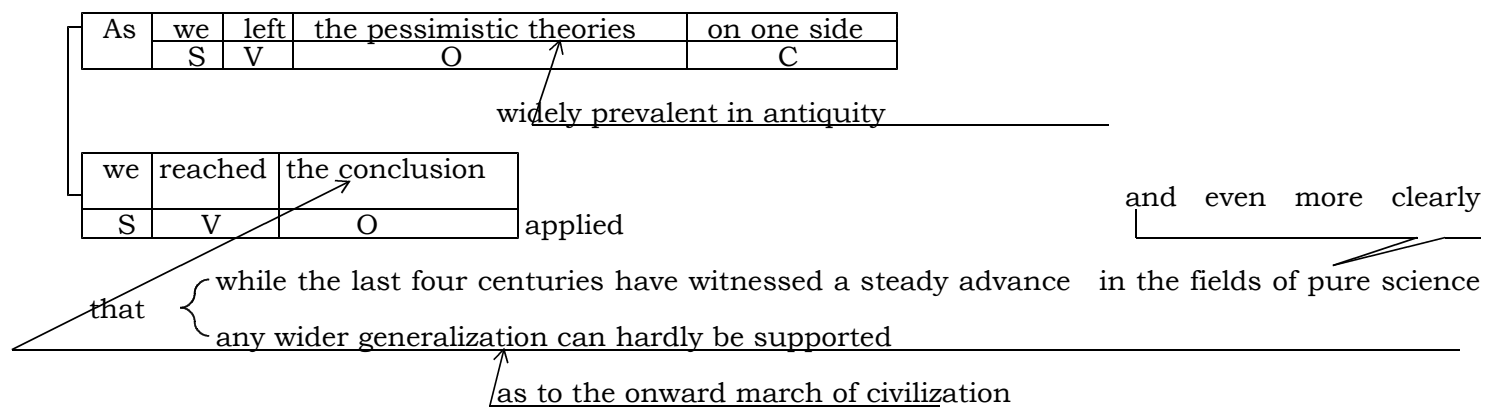 As we left the pessimistic theories on one side
S V O C
widely prevalent in antiquity
we reached the conclusion
and even more clearly
S V O applied
while the last four centuries have witnessed a steady advance in the fields of pure science
that
any wider generalization can hardly be supported
as to the onward march of civilization